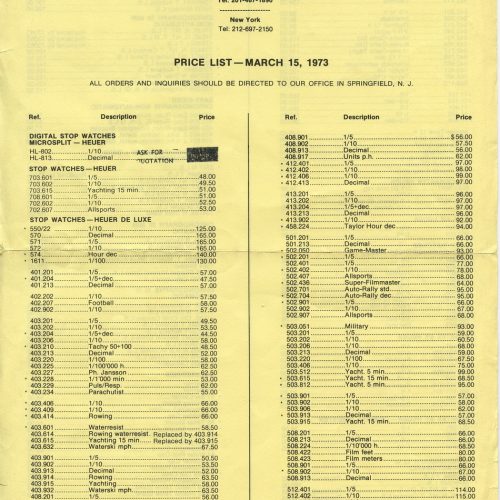 Tel: 201-467-1890
New York
Tel: 212-697-2150
PRICE LIST—MARCH 15, 1973
ALL ORDERS AND INQUIRIES SHOULD BE DIRECTED TO OUR OFFICE IN SPRINGFIELD, N. J.
Ref. Description Price
DIGITAL STOP WATCHES
MICROSPLIT — HEUER
HL-802 1/10 ASK FOR
HL-813 Decimal QUOTATION
STOP WATCHES—HEUER
703.601 1/5 48.00
703.602 1/10 49.50
703.615 Yachting 15 min. 51.00
708.601 1/5 51.00
708.602 1/10 52.50
702.607 Allsports 53.00
STOP WATCHES—HEUER DE LUXE
550/22 1/10 125.00
570 Decimal 165.00
571 1/5 165.00
572 1/10 165.00
574 Hour dec 140.00
1611 1/100 130.00
401.201 1/5 57.00
401.204 1/5+dec 47.50
401.213 Decimal 57.00
402.202 1/10 57.50
402.207 Football 58.00
402.902 1/10 57.50
403.201 1/5 49.50
403.202 1/10 53.50
403.204 1/5+dec 44.50
403.206 1/10 58.00
403.210 Tachy 50+100 48.50
403.213 Decimal 52.00
403.220 1/100 58.00
403.225 1/100'000 h. 62.50
403.227 Ph. Janssen 62.50
403.228 1/1'000 min 53.00
403.229 Puls/Resp. 62.00
403.234 Parachutist 55.00
403.406 1/10 66.00
403.409 1/10 66.00
403.414 Rowing 66.00
403.601 Waterresist. 58.50
403.614 Rowing waterresist. Replaced by 403.914
403.615 Yachting 15 min. Replaced by 403.915
403.632 Waterski mph. 67.50
403.901 1/5 50.50
403.902 1/10 53.50
403.913 Decimal 52.00
403.914 Rowing 63.50
403.915 Yachting 58.00
403.932 Waterski mph. 63.50
408.201 1/5 56.00
Ref. Description Price
408.901 1/5 $56.00
408.902 1/10 57.50
408.913 Decimal 56.00
408.917 Units p.h. 62.00
412.401 1/5 97.00
412.402 1/10 98.00
412.406 1/10 99.00
412.413 Decimal 97.00
413.201 1/5 96.00
413.202 1/10 97.00
413.204 1/5+dec 97.00
413.213 Decimal 96.00
413.902 1/10 97.00
458.224 Taylor Hour dec 94.00
501.201 1/5 66.00
501.213 Decimal 66.00
502.050 Game-Master 93.00
502.201 1/5 66.00
502.401 1/5 77.00
502.402 1/10 78.00
502.407 Allsports 68.00
502.436 Super-Filmmaster 68.00
502.701 Auto-Rally std. 95.00
502.704 Auto-Rally dec 95.00
502.901 1/5 66.00
502.902 1/10 67.00
502.907 Allsports 68.00
503.051 Military 93.00
503.201 1/5 59.00
503.202 1/10 60.50
503.206 1/10 66.00
503.213 Decimal 59.00
503.220 1/100 67.50
503.406 1/10 75.00
503.512 Yacht. 5 min. 99.00
503.615 Yacht. 15 min. 68.50
503.812 Yacht. 5 min. 95.00
503.901 1/5 57.00
503.902 1/10 58.00
503.906 1/10 66.00
503.913 Decimal 57.00
503.915 Yacht. 15 min. 68.50
508.201 1/5 66.00
508.213 Decimal 66.00
508.224 1/10'000 H 68.00
508.422 Film feet 80.00
508.423 Film meters 80.00
508.901 1/5 66.00
508.902 1/10 67.00
508.913 Decimal 66.00
512.401 1/5 114.00
512.402 1/10 115.00